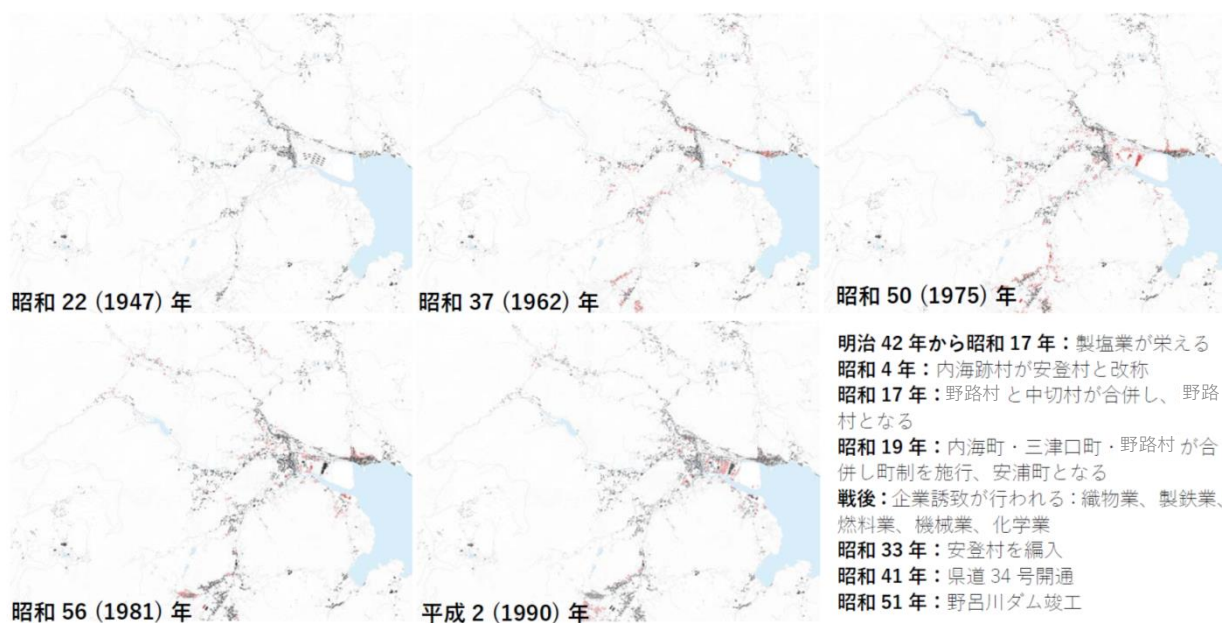 昭和 22 (1947) 年
昭和 37 (1962) 年
昭和 50 (1975) 年
昭和 56 (1981) 年
平成 2 (1990) 年
明治 42 年から昭和 17 年：製塩業が栄える
昭和 4 年：内海跡村が安登村と改称
昭和 17 年：野路村 と中切村が合併し、 野路
村となる
昭和 19 年：内海町・三津口町・野路村 が合
併し町制を施行、安浦町となる
戦後：企業誘致が行われる：織物業、製鉄業、
燃料業、機械業、化学業
昭和 33 年：安登村を編入
昭和 41 年：県道 34 号開通
昭和 51 年：野呂川ダム竣工